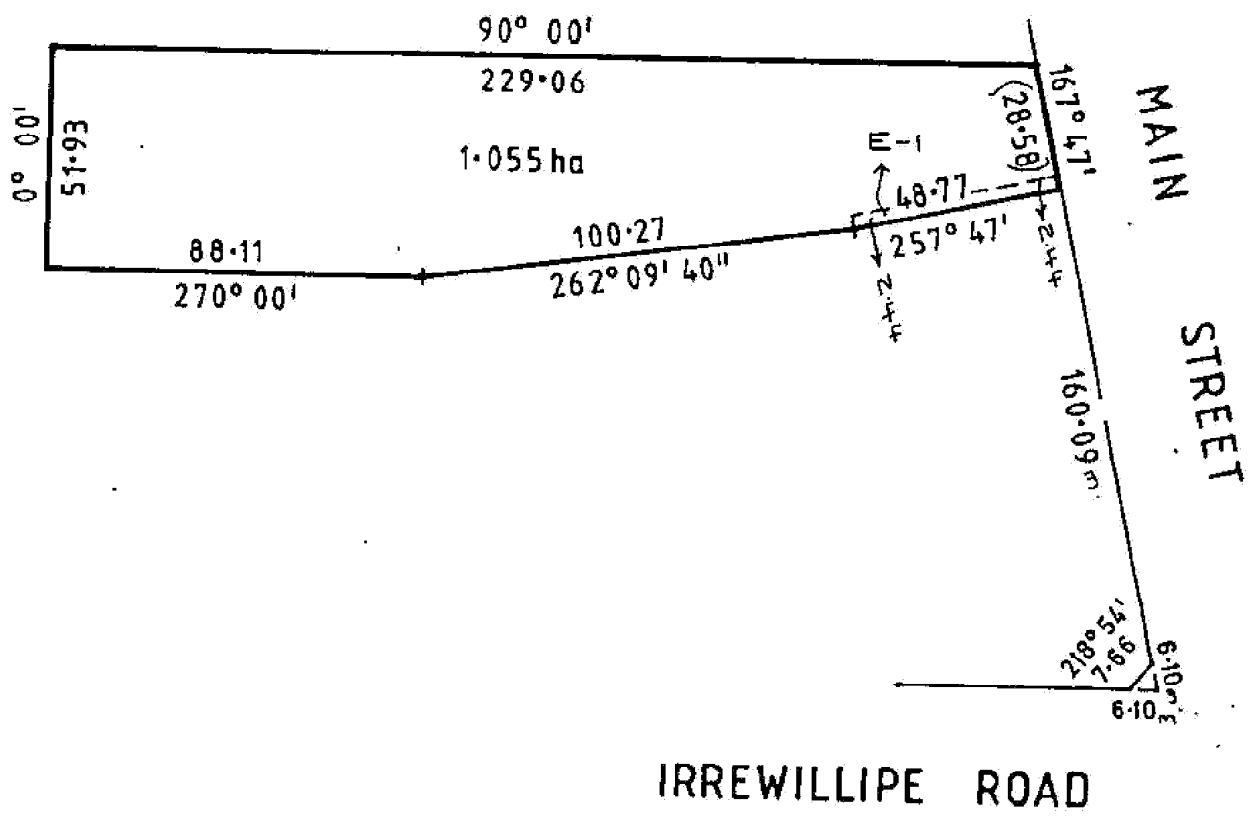 90° 00'
229·06
0° 00'
51·93
1·055 ha
E-1
167° 47'
(28·58)
48·77
257° 47'
2·44
2·44
100·27
262° 09' 40"
88·11
270° 00'
MAIN
STREET
160·09m.
218° 54'
7·66
6·10m
6·10m
IRREWILLIPE ROAD